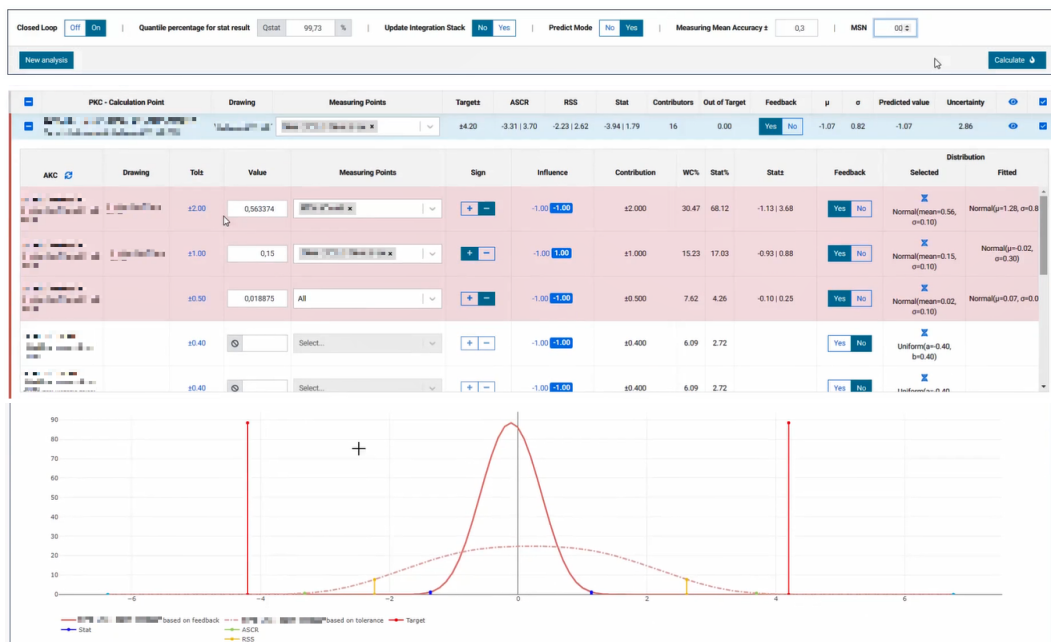 Closed Loop Off On | Quantile percentage for stat result Qstat 99,73 % | Update Integration Stack No Yes | Predict Mode No Yes | Measuring Mean Accuracy ± 0,3 | MSN 00
New analysis Calculate
PKC - Calculation Point Drawing Measuring Points Target± ASCR RSS Stat Contributors Out of Target Feedback μ σ Predicted value Uncertainty
×  ±4.20 -3.31 | 3.70 -2.23 | 2.62 -3.94 | 1.79 16 0.00 Yes No -1.07 0.82 -1.07 2.86
Distribution
AKC Drawing Tol± Value Measuring Points Sign Influence Contribution WC% Stat% Stat± Feedback Selected Fitted
±2.00 0,563374 × + − -1.00 -1.00 ±2.000 30.47 68.12 -1.13 | 3.68 Yes No Normal(mean=0.56, σ=0.10) Normal(μ=1.28, σ=0.8
±1.00 0,15 × + − -1.00 1.00 ±1.000 15.23 17.03 -0.93 | 0.88 Yes No Normal(mean=0.15, σ=0.10) Normal(μ=-0.02, σ=0.30)
±0.50 0,018875 All + − -1.00 -1.00 ±0.500 7.62 4.26 -0.10 | 0.25 Yes No Normal(mean=0.02, σ=0.10) Normal(μ=0.07, σ=0.0
±0.40 Select... + − -1.00 -1.00 ±0.400 6.09 2.72 Yes No Uniform(a=-0.40, b=0.40)
±0.40 Select... + − -1.00 -1.00 ±0.400 6.09 2.72 Yes No Uniform(a=-0.40
90
80
70
60
50
40
30
20
10
0
−6 −4 −2 0 2 4 6
based on feedback based on tolerance Target
Stat ASCR
RSS